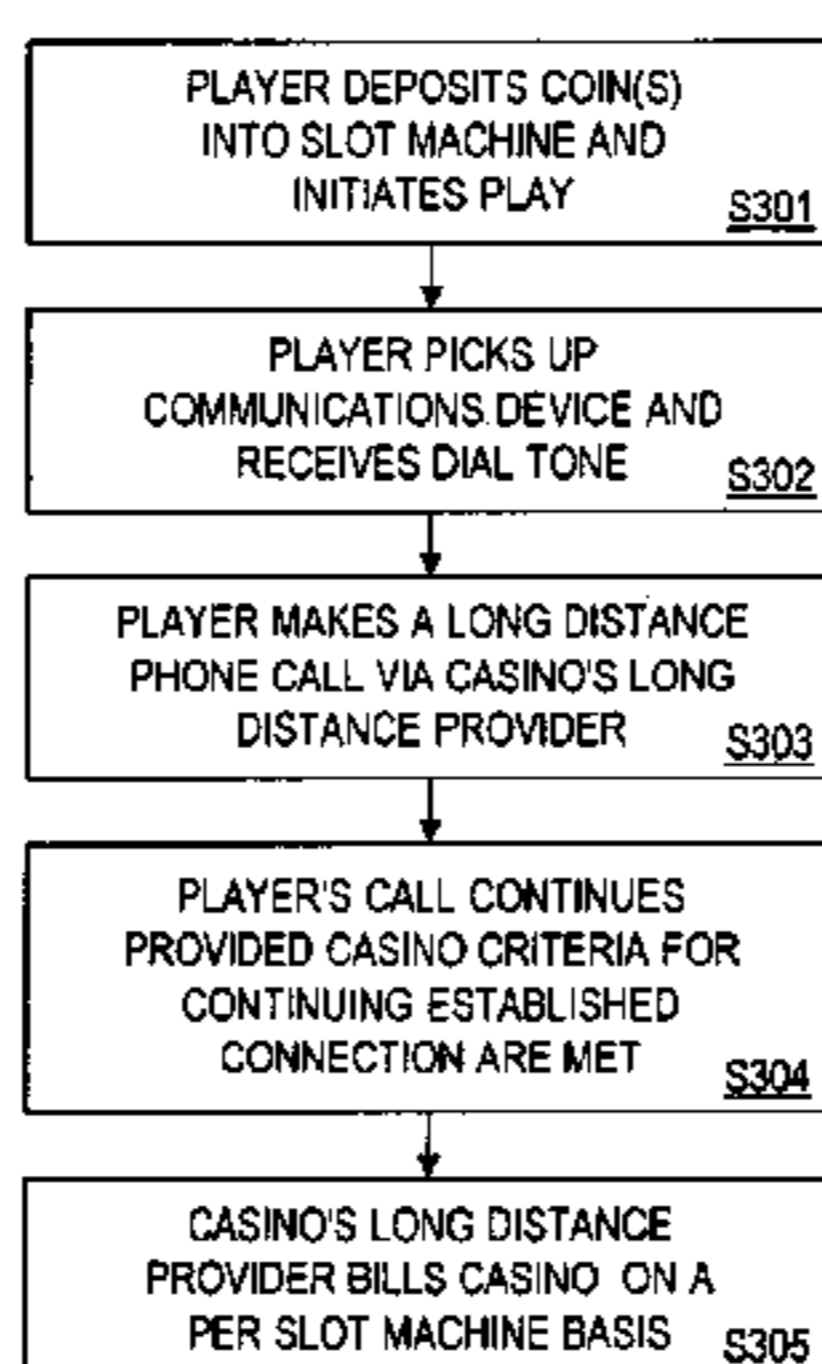 PLAYER DEPOSITS COIN(S)
INTO SLOT MACHINE AND
INITIATES PLAY
S301
PLAYER PICKS UP
COMMUNICATIONS DEVICE AND
RECEIVES DIAL TONE
S302
PLAYER MAKES A LONG DISTANCE
PHONE CALL VIA CASINO'S LONG
DISTANCE PROVIDER
S303
PLAYER'S CALL CONTINUES
PROVIDED CASINO CRITERIA FOR
CONTINUING ESTABLISHED
CONNECTION ARE MET
S304
CASINO'S LONG DISTANCE
PROVIDER BILLS CASINO ON A
PER SLOT MACHINE BASIS
S305